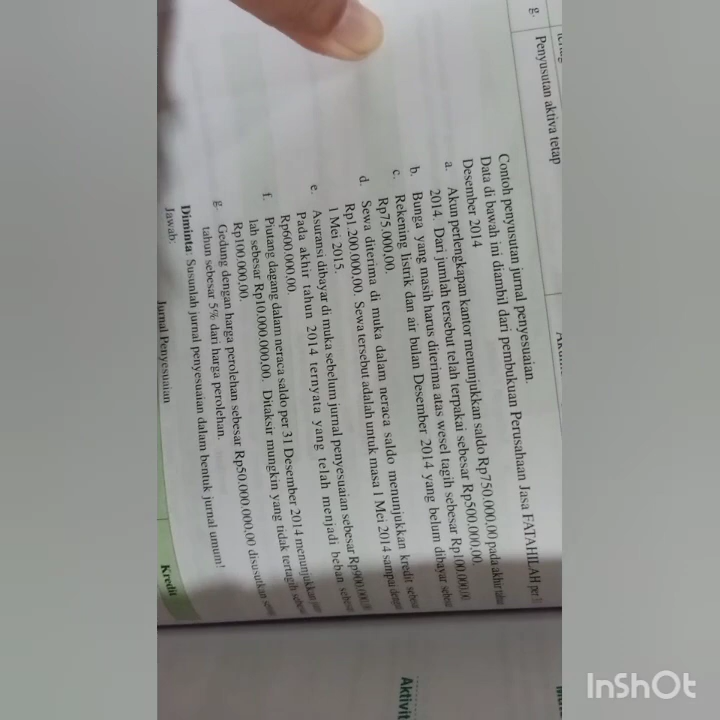 g. Penyusutan aktiva tetap
Contoh penyusutan jurnal penyesuaian.
Data di bawah ini diambil dari pembukuan Perusahaan Jasa FATAHILAH per
Desember 2014
a. Akun perlengkapan kantor menunjukkan saldo Rp750.000,00 pada akhir
2014. Dari jumlah tersebut telah terpakai sebesar Rp500.000,00.
b. Bunga yang masih harus diterima atas wesel tagih sebesar Rp100.000,00
c. Rekening listrik dan air bulan Desember 2014 yang belum dibayar
Rp75.000,00.
d. Sewa diterima di muka dalam neraca saldo menunjukkan kredit
Rp1.200.000,00. Sewa tersebut adalah untuk masa 1 Mei 2014 sampai dengan
1 Mei 2015.
e. Asuransi dibayar di muka sebelum jurnal penyesuaian sebesar Rp900.000,00
Pada akhir tahun 2014 ternyata yang telah menjadi beban
Rp600.000,00.
f. Piutang dagang dalam neraca saldo per 31 Desember 2014 menunjukkan
lah sebesar Rp10.000.000,00. Ditaksir mungkin yang tidak tertagih
Rp100.000,00.
g. Gedung dengan harga perolehan sebesar Rp50.000.000,00 disusutkan
tahun sebesar 5% dari harga perolehan.
Diminta: Susunlah jurnal penyesuaian dalam bentuk jurnal umum!
Jawab:
Jurnal Penyesuaian
Kredit
Aktivit
InShOt